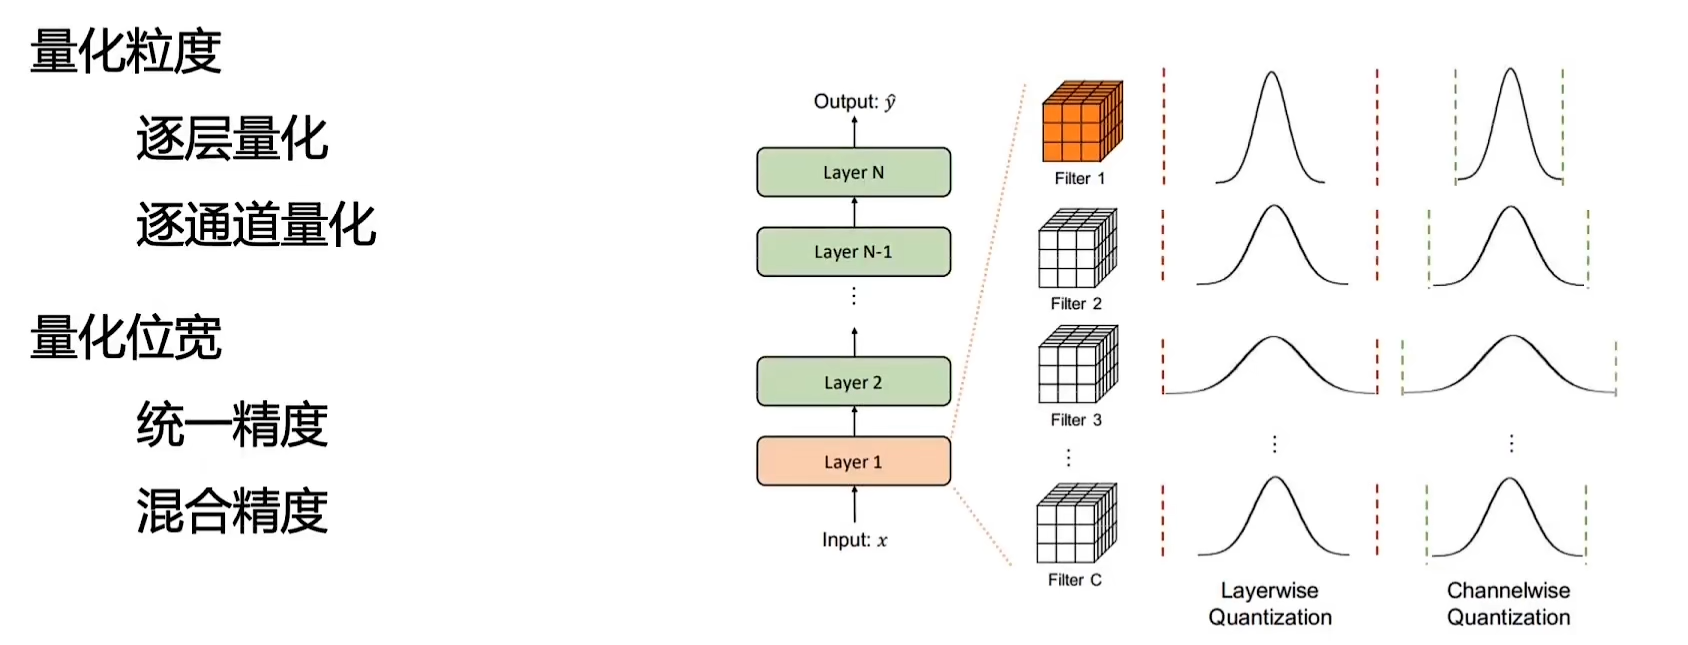 量化粒度
逐层量化
逐通道量化
量化位宽
统一精度
混合精度
Output: ŷ
Layer N
Layer N-1
⋮
Layer 2
Layer 1
Input: x
Filter 1
Filter 2
Filter 3
⋮
Filter C
⋮
Layerwise
Quantization
⋮
Channelwise
Quantization